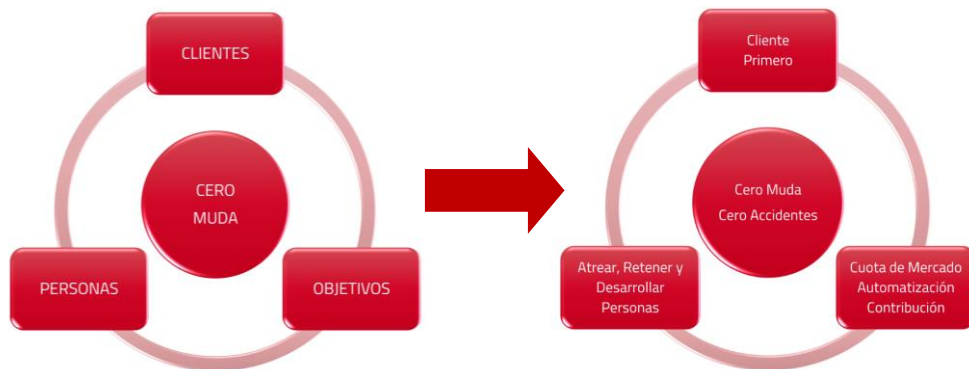 CLIENTES
CERO
MUDA
PERSONAS
OBJETIVOS
Cliente
Primero
Cero Muda
Cero Accidentes
Atrear, Retener y
Desarrollar
Personas
Cuota de Mercado
Automatización
Contribución